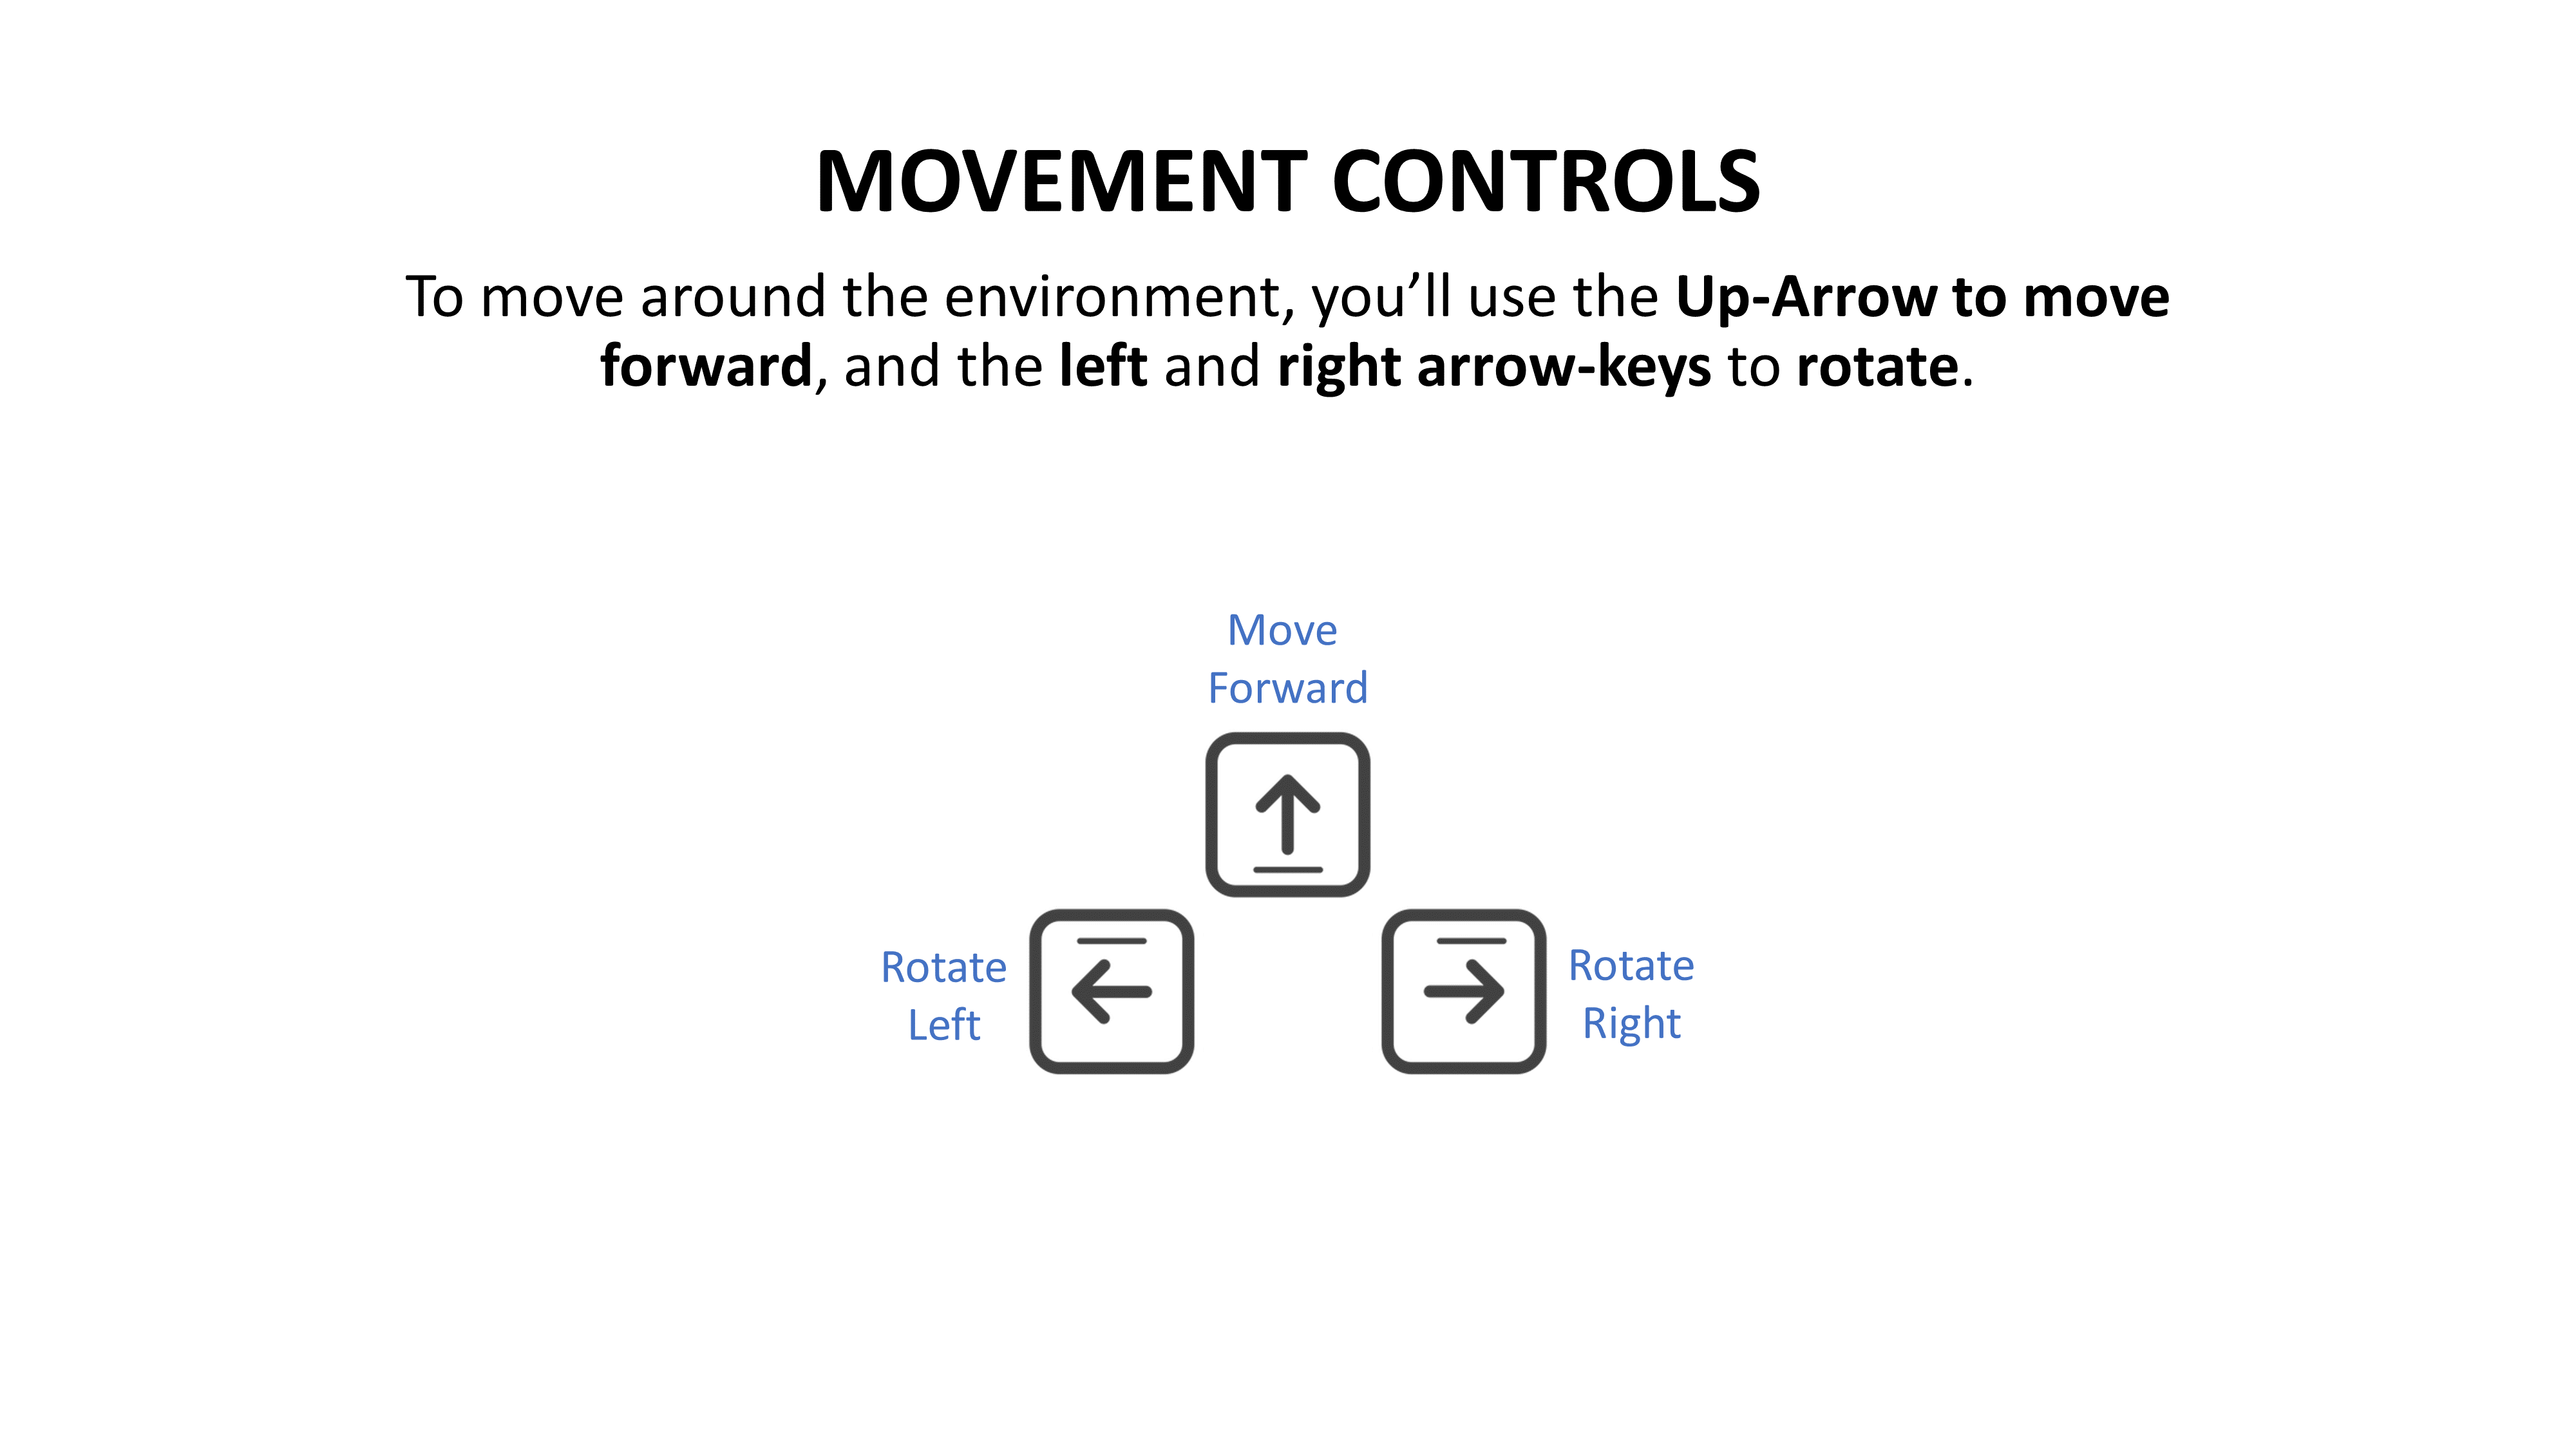 MOVEMENT CONTROLS
To move around the environment, you’ll use the Up-Arrow to move
forward, and the left and right arrow-keys to rotate.
Move
Forward
Rotate
Left
Rotate
Right